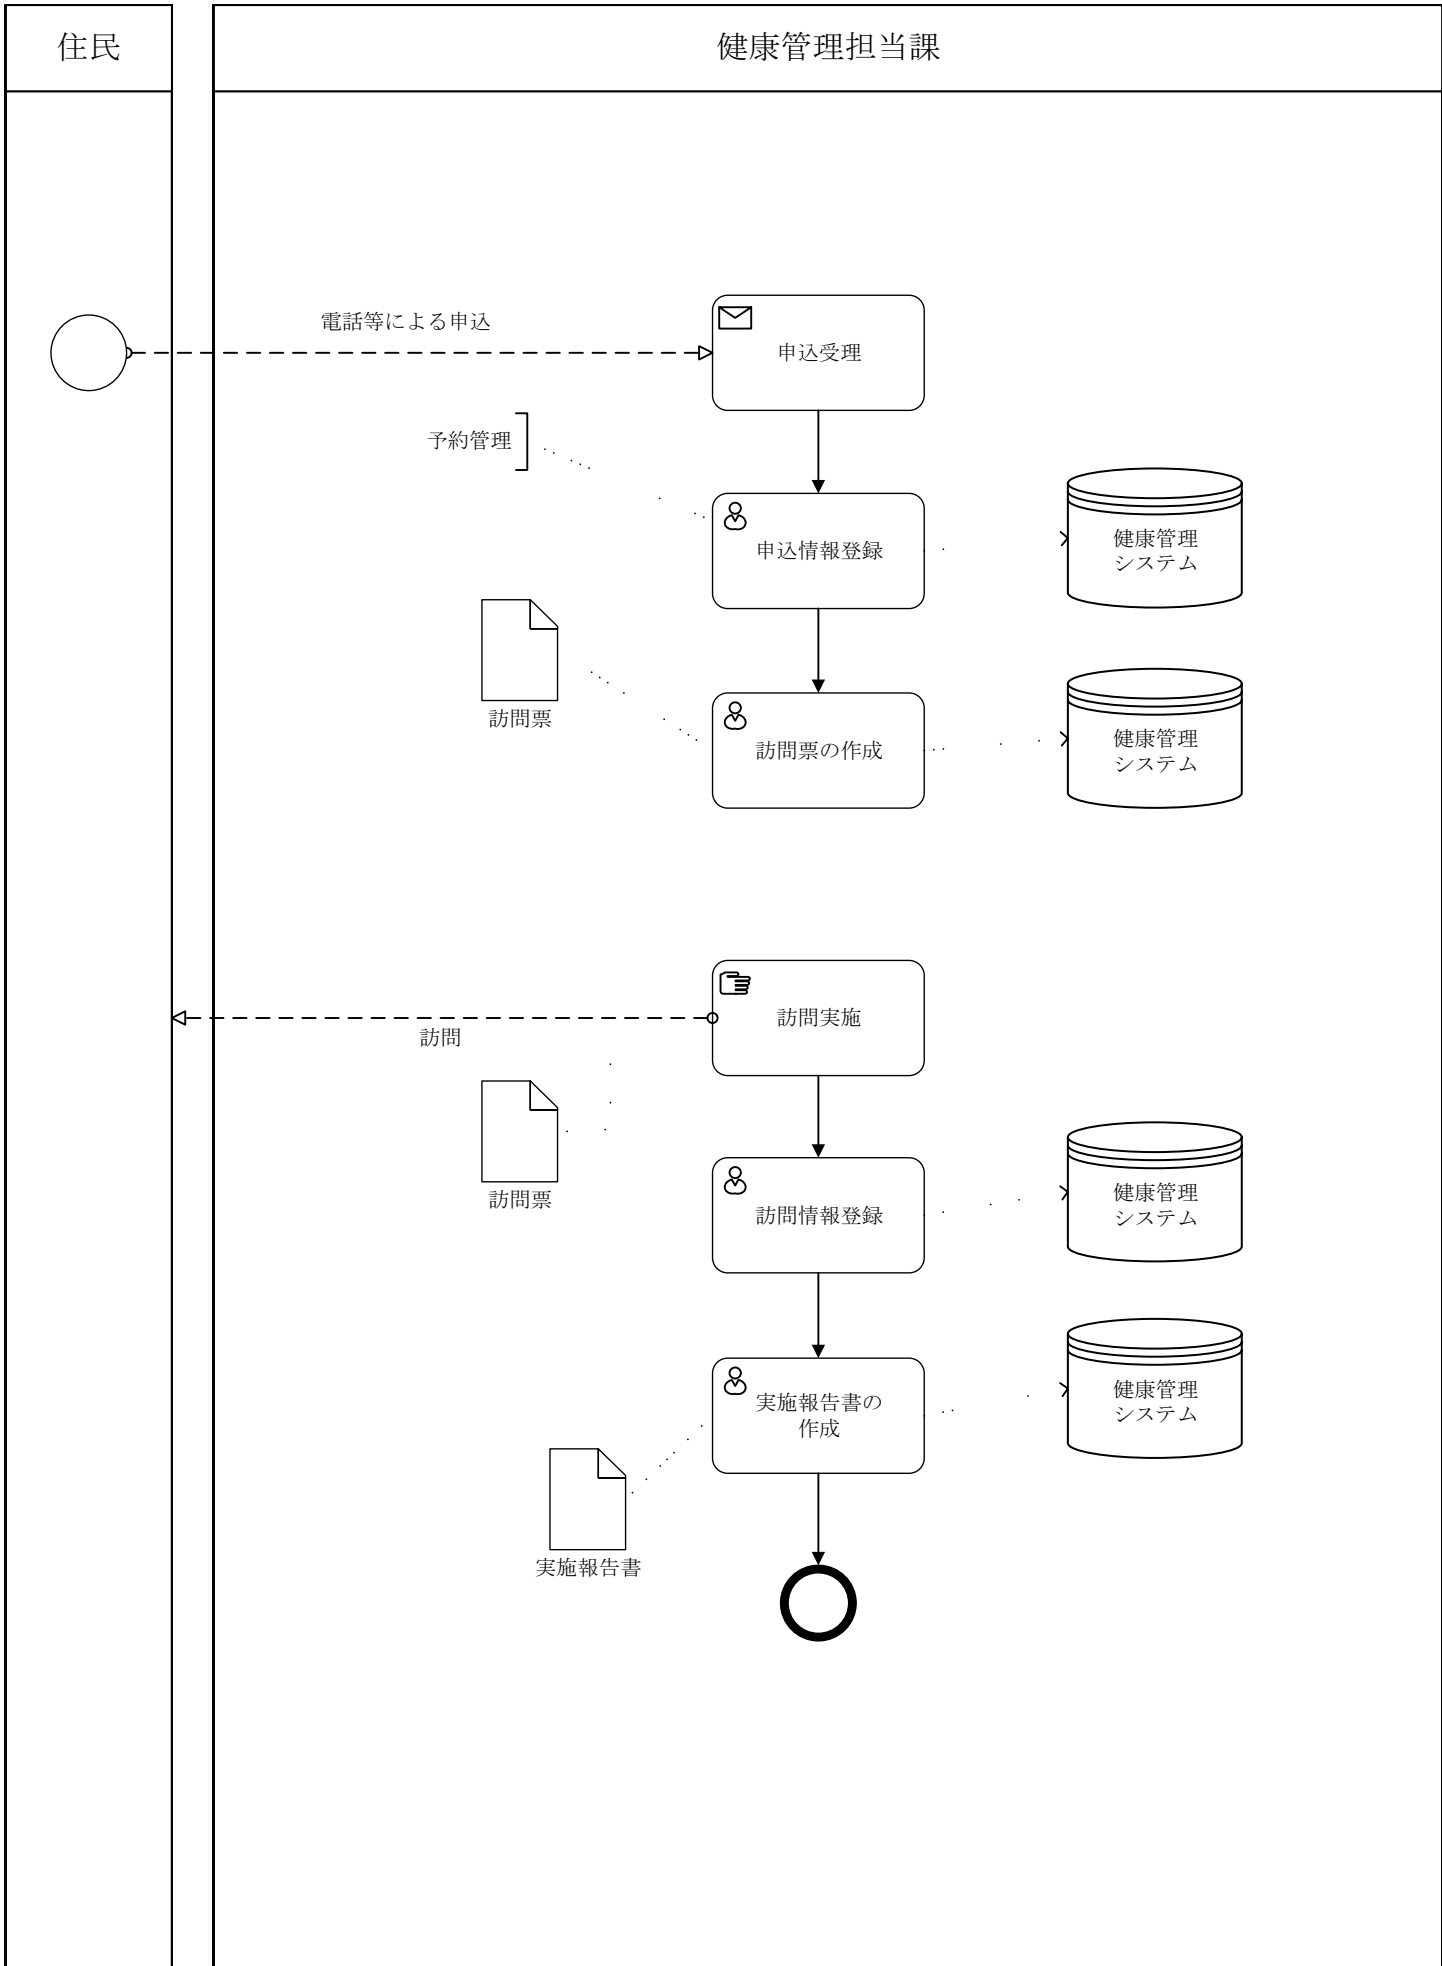 住民
健康管理担当課
電話等による申込
申込受理
予約管理
申込情報登録
健康管理
システム
訪問票
訪問票の作成
健康管理
システム
訪問実施
訪問
訪問票
訪問情報登録
健康管理
システム
実施報告書の
作成
健康管理
システム
実施報告書